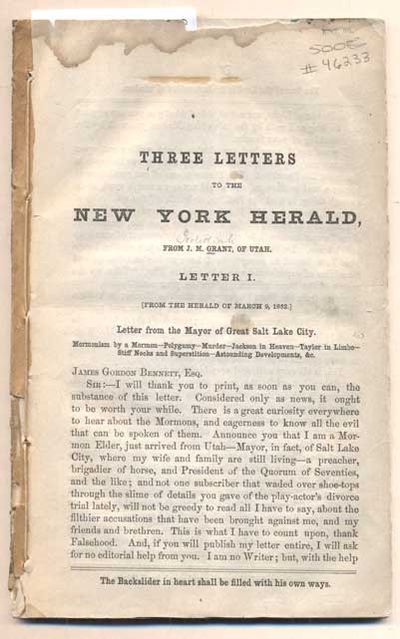 500E
# 46233
THREE LETTERS
TO THE
NEW YORK HERALD,
FROM J. M. GRANT, OF UTAH.
LETTER I.
[FROM THE HERALD OF MARCH 9, 1852.]
Letter from the Mayor of Great Salt Lake City.
Mormonism by a Mormon—Polygamy—Murder—Jackson in Heaven—Taylor in Limbo—
Stiff Necks and Superstition—Astounding Developments, &c.
JAMES GORDON BENNETT, ESQ.
SIR:—I will thank you to print, as soon as you can, the
substance of this letter. Considered only as news, it ought
to be worth your while. There is a great curiosity everywhere
to hear about the Mormons, and eagerness to know all the evil
that can be spoken of them. Announce you that I am a Mor-
mon Elder, just arrived from Utah—Mayor, in fact, of Salt Lake
City, where my wife and family are still living—a preacher,
brigadier of horse, and President of the Quorum of Seventies,
and the like; and not one subscriber that waded over shoe-tops
through the slime of details you gave of the play-actor's divorce
trial lately, will not be greedy to read all I have to say, about the
filthier accusations that have been brought against me, and my
friends and brethren. This is what I have to count upon, thank
Falsehood. And, if you will publish my letter entire, I will ask
for no editorial help from you. I am no Writer; but, with the help
The Backslider in heart shall be filled with his own ways.